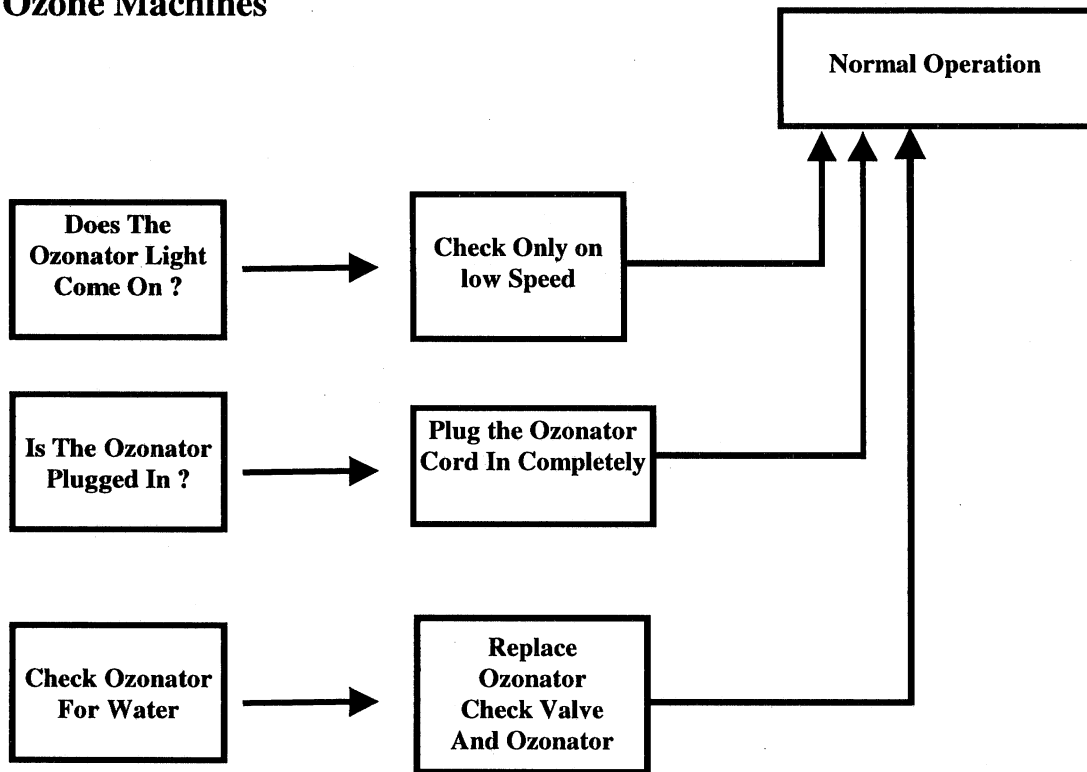 Ozone Machines
Normal Operation
Does The
Ozonator Light
Come On ?
Check Only on
low Speed
Is The Ozonator
Plugged In ?
Plug the Ozonator
Cord In Completely
Check Ozonator
For Water
Replace
Ozonator
Check Valve
And Ozonator